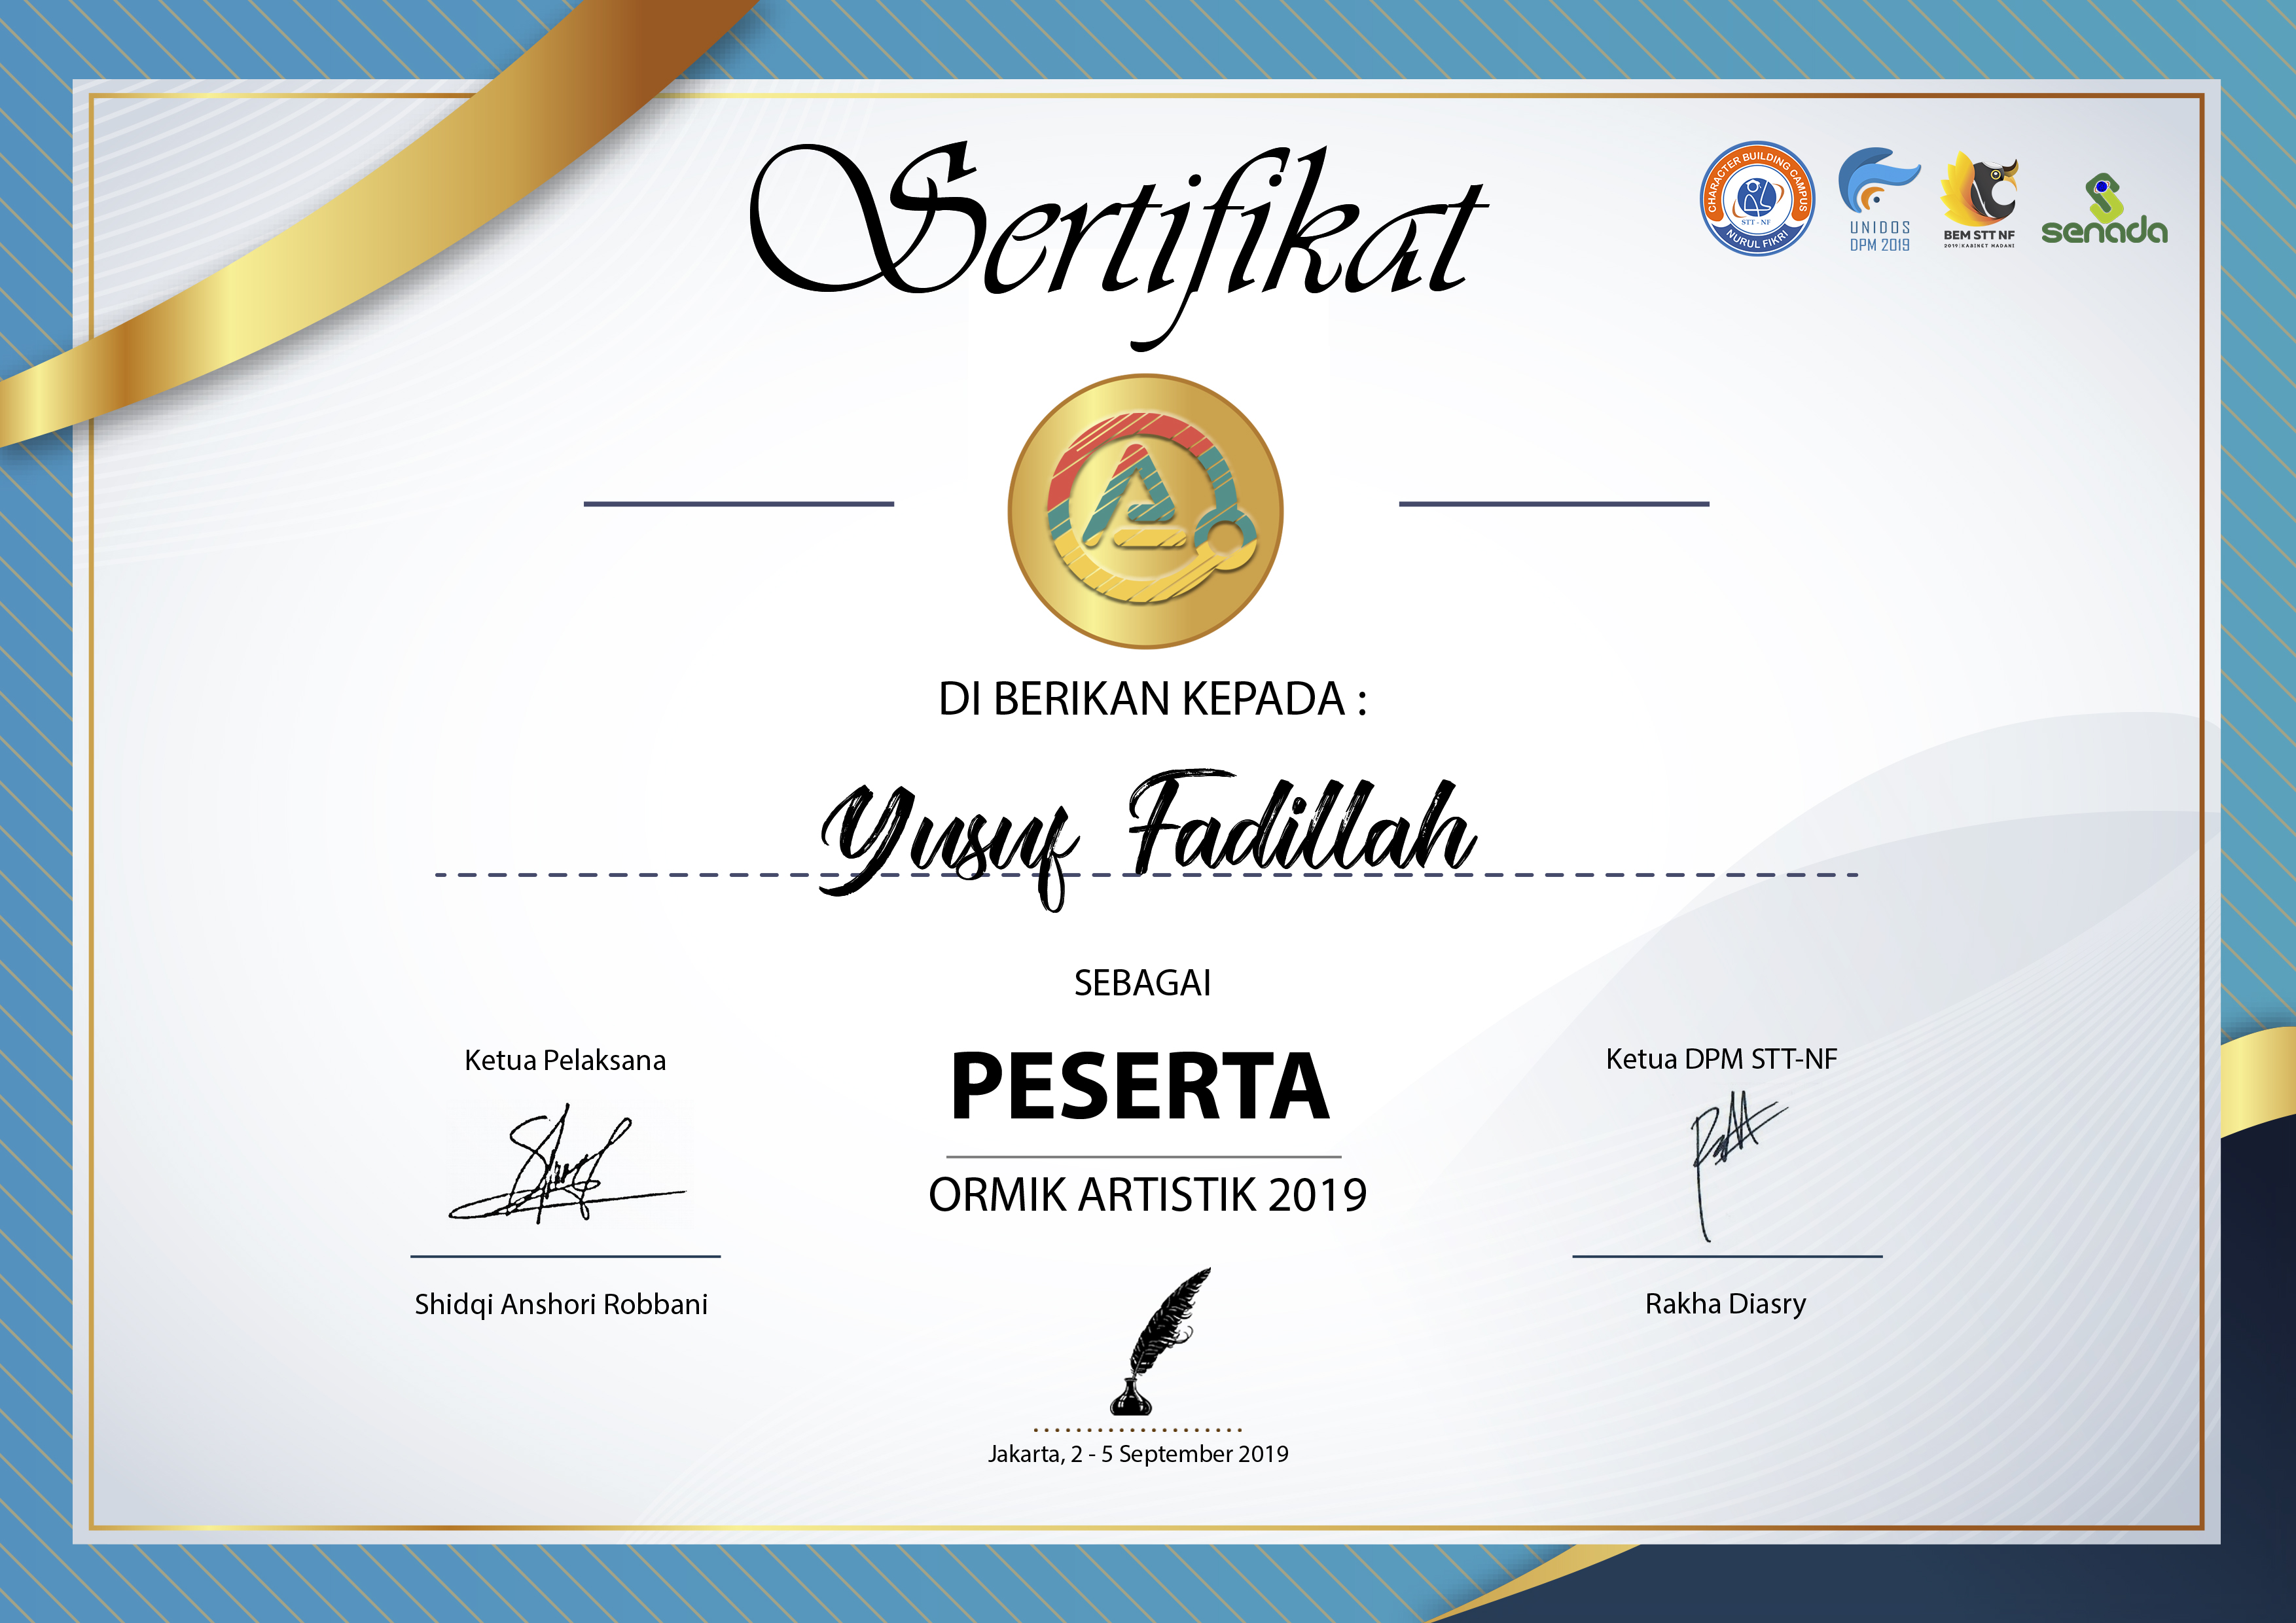 Sertifikat
CHARACTER BUILDING CAMPUS
STT - NF
NURUL FIKRI
UNIDOS
DPM 2019
BEM STT NF
2019|KABINET MADANI
senada
DI BERIKAN KEPADA :
Yusuf Fadillah
SEBAGAI
PESERTA
ORMIK ARTISTIK 2019
Ketua Pelaksana
Shidqi Anshori Robbani
Ketua DPM STT-NF
Rakha Diasry
Jakarta, 2 - 5 September 2019